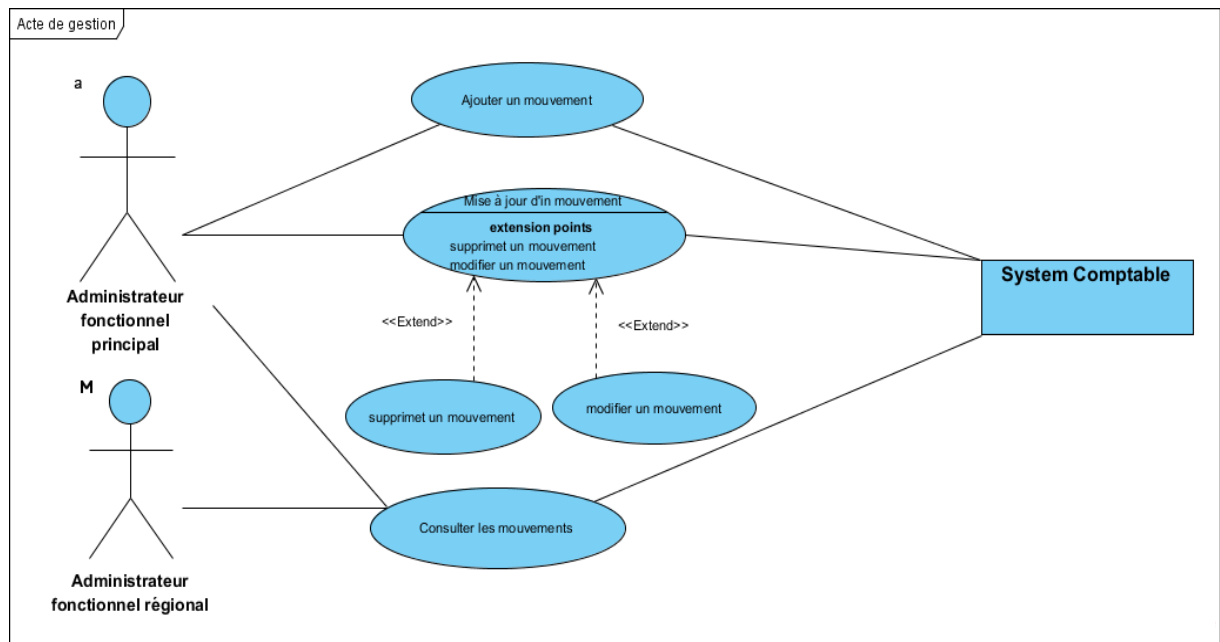 Acte de gestion
a
Administrateur
fonctionnel
principal
M
Administrateur
fonctionnel régional
Ajouter un mouvement
Mise à jour d'in mouvement
extension points
supprimet un mouvement
modifier un mouvement
<<Extend>>
<<Extend>>
supprimet un mouvement
modifier un mouvement
Consulter les mouvements
System Comptable